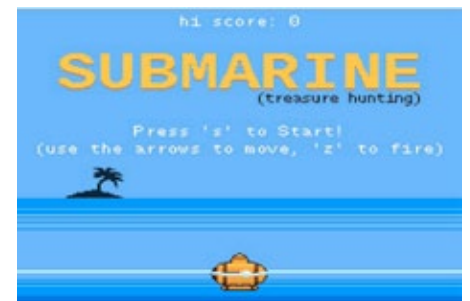 hi score: 0
SUBMARINE
(treasure hunting)
Press 's' to Start!
(use the arrows to move, 'z' to fire)